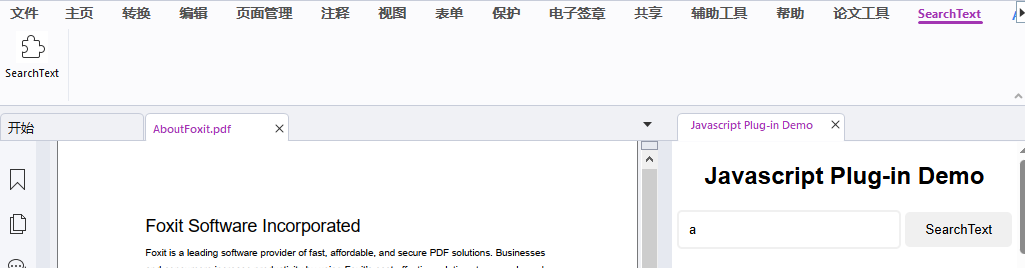 文件 主页 转换 编辑 页面管理 注释 视图 表单 保护 电子签章 共享 辅助工具 帮助 论文工具 SearchText
SearchText
开始 AboutFoxit.pdf Javascript Plug-in Demo
Javascript Plug-in Demo
a SearchText
Foxit Software Incorporated
Foxit is a leading software provider of fast, affordable, and secure PDF solutions. Businesses